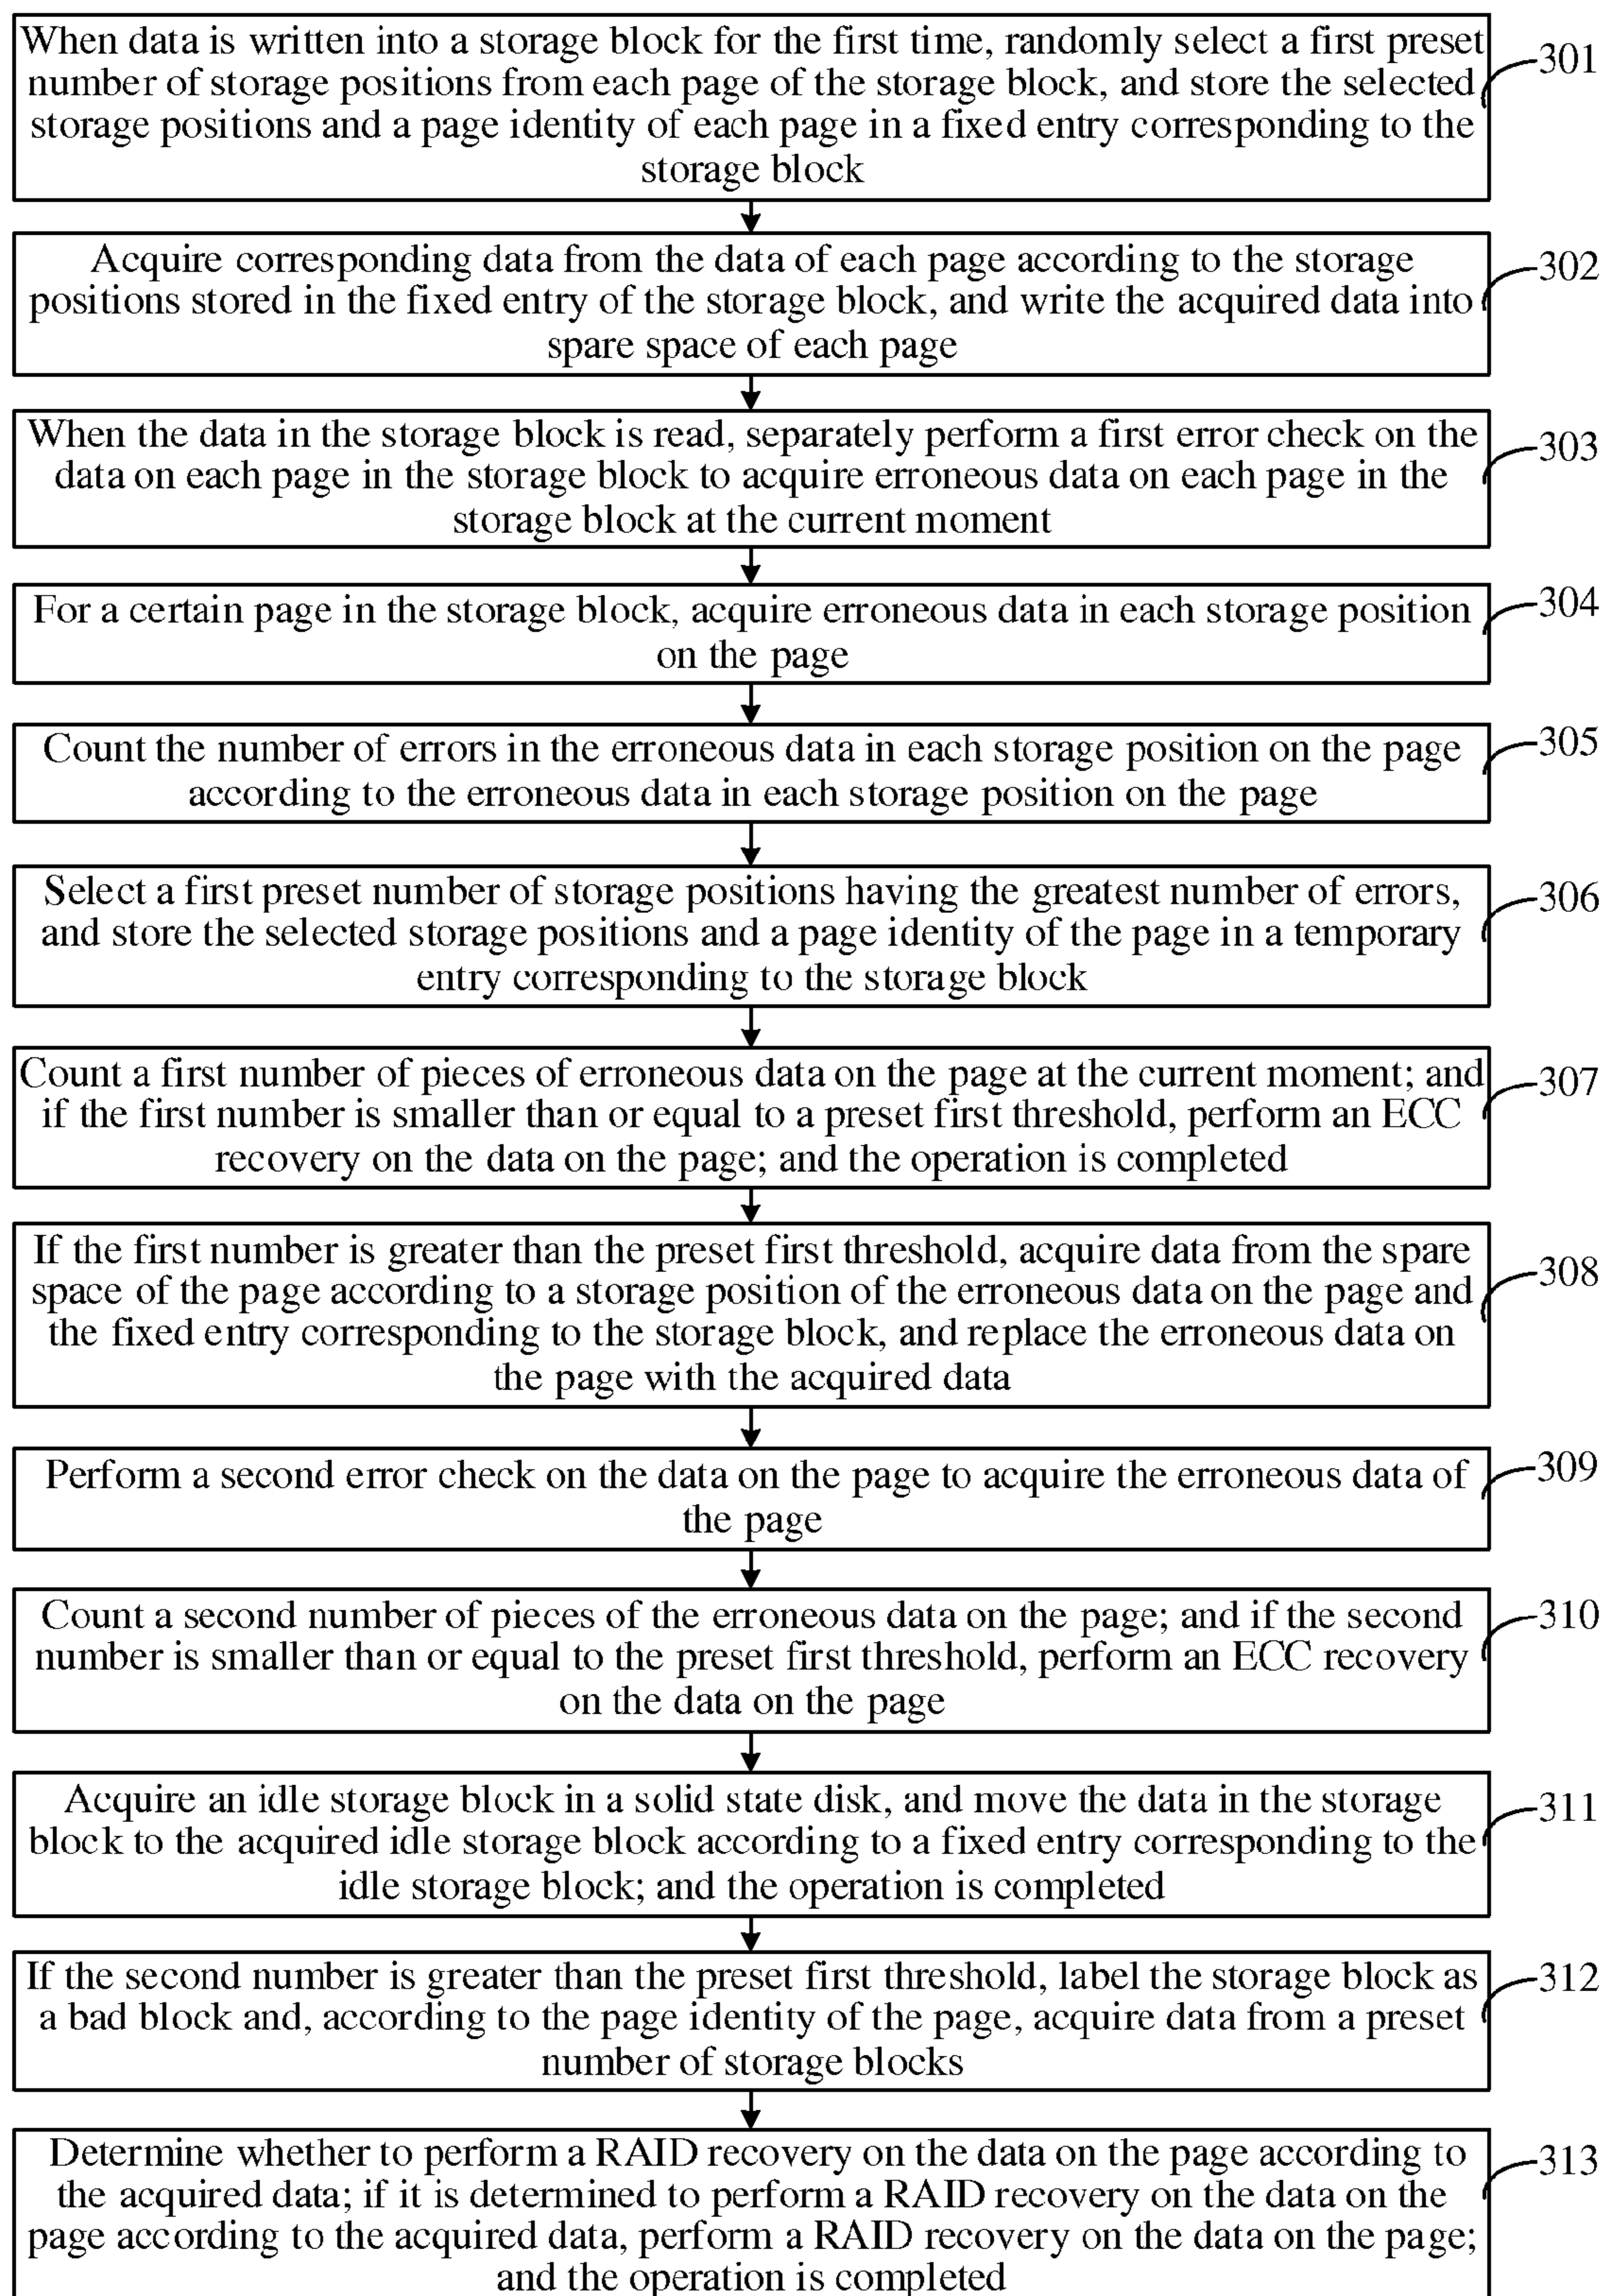 When data is written into a storage block for the first time, randomly select a first preset
number of storage positions from each page of the storage block, and store the selected
storage positions and a page identity of each page in a fixed entry corresponding to the
storage block
301
Acquire corresponding data from the data of each page according to the storage
positions stored in the fixed entry of the storage block, and write the acquired data into
spare space of each page
302
When the data in the storage block is read, separately perform a first error check on the
data on each page in the storage block to acquire erroneous data on each page in the
storage block at the current moment
303
For a certain page in the storage block, acquire erroneous data in each storage position
on the page
304
Count the number of errors in the erroneous data in each storage position on the page
according to the erroneous data in each storage position on the page
305
Select a first preset number of storage positions having the greatest number of errors,
and store the selected storage positions and a page identity of the page in a temporary
entry corresponding to the storage block
306
Count a first number of pieces of erroneous data on the page at the current moment; and
if the first number is smaller than or equal to a preset first threshold, perform an ECC
recovery on the data on the page; and the operation is completed
307
If the first number is greater than the preset first threshold, acquire data from the spare
space of the page according to a storage position of the erroneous data on the page and
the fixed entry corresponding to the storage block, and replace the erroneous data on
the page with the acquired data
308
Perform a second error check on the data on the page to acquire the erroneous data of
the page
309
Count a second number of pieces of the erroneous data on the page; and if the second
number is smaller than or equal to the preset first threshold, perform an ECC recovery
on the data on the page
310
Acquire an idle storage block in a solid state disk, and move the data in the storage
block to the acquired idle storage block according to a fixed entry corresponding to the
idle storage block; and the operation is completed
311
If the second number is greater than the preset first threshold, label the storage block as
a bad block and, according to the page identity of the page, acquire data from a preset
number of storage blocks
312
Determine whether to perform a RAID recovery on the data on the page according to
the acquired data; if it is determined to perform a RAID recovery on the data on the
page according to the acquired data, perform a RAID recovery on the data on the page;
and the operation is completed
313